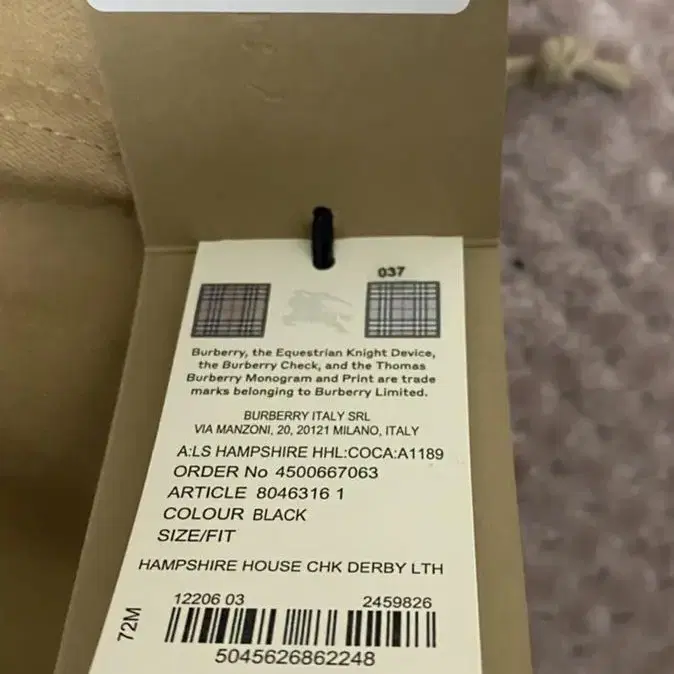 037
Burberry, the Equestrian Knight Device,
the Burberry Check, and the Thomas
Burberry Monogram and Print are trade
marks belonging to Burberry Limited.
BURBERRY ITALY SRL
VIA MANZONI, 20, 20121 MILANO, ITALY
A:LS HAMPSHIRE HHL:COCA:A1189
ORDER No 4500667063
ARTICLE 8046316 1
COLOUR BLACK
SIZE/FIT
HAMPSHIRE HOUSE CHK DERBY LTH
12206 03 2459826
72M
5045626862248